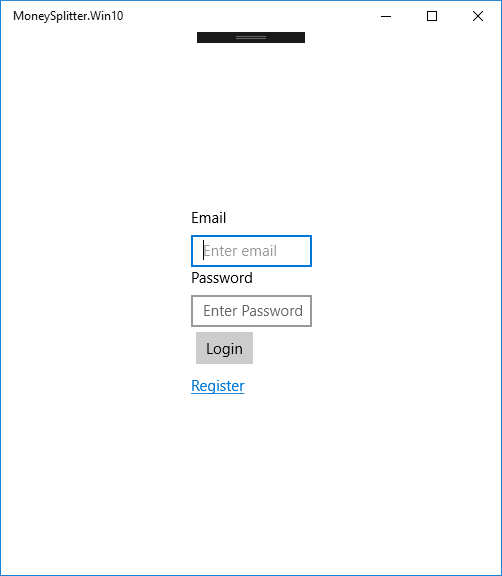 MoneySplitter.Win10
Email
Enter email
Password
Enter Password
Login
Register